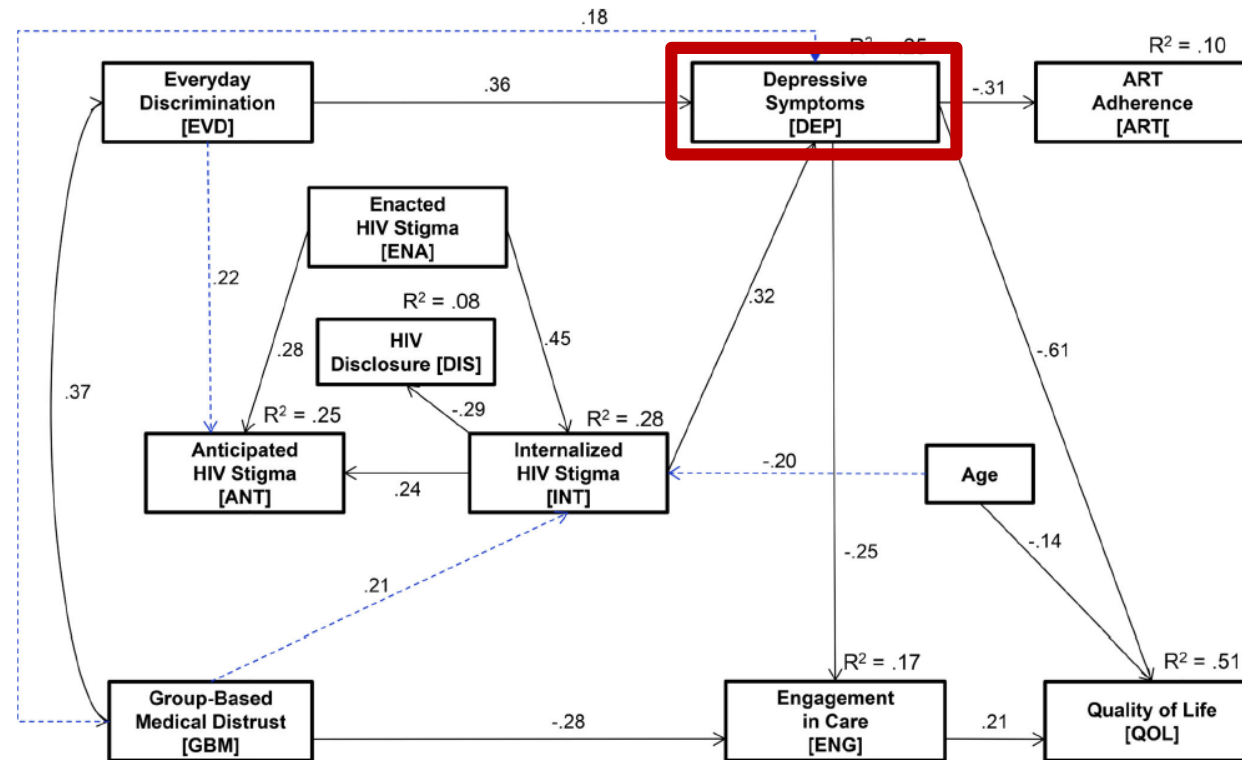 .18
R² = .10
Everyday
Discrimination
[EVD]
.36
Depressive
Symptoms
[DEP]
-.31
ART
Adherence
[ART[
Enacted
HIV Stigma
[ENA]
.22
.32
R² = .08
HIV
Disclosure [DIS]
.28
.45
-.61
.37
-.29
R² = .25
R² = .28
Anticipated
HIV Stigma
[ANT]
.24
Internalized
HIV Stigma
[INT]
-.20
Age
-.14
-.25
.21
R² = .17
R² = .51
Group-Based
Medical Distrust
[GBM]
-.28
Engagement
in Care
[ENG]
.21
Quality of Life
[QOL]